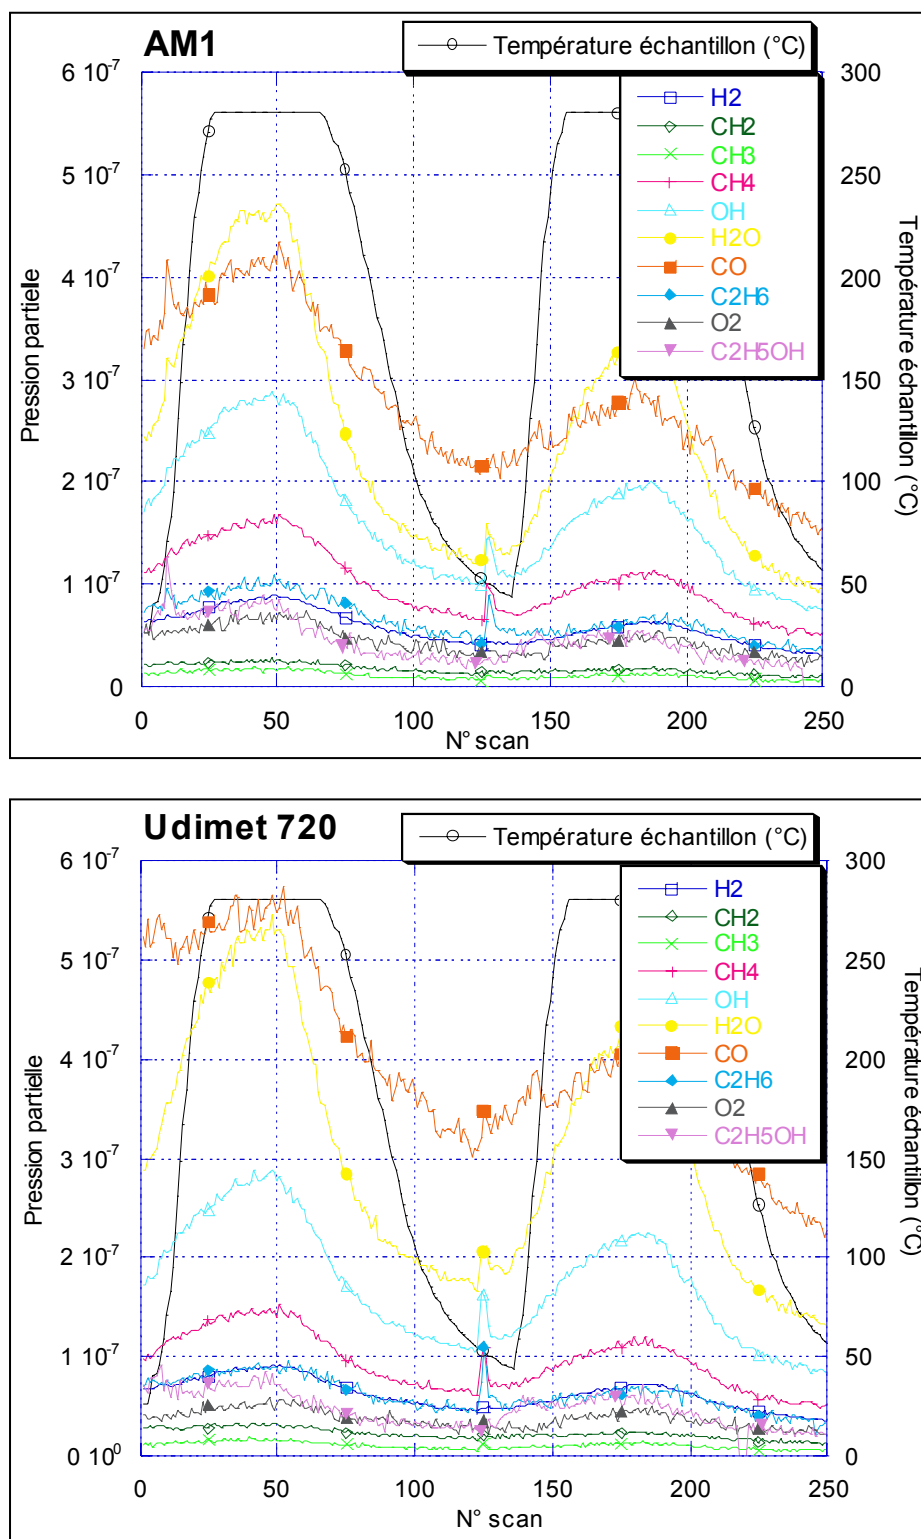 AM1
Température échantillon (°C)
6 10-7
300
H2
CH2
CH3
CH4
OH
H2O
CO
C2H6
O2
C2H5OH
5 10-7
250
4 10-7
200
3 10-7
150
2 10-7
100
1 10-7
50
0
0
Pression partielle
Température échantillon (°C)
0 50 100 150 200 250
N° scan
Udimet 720
Température échantillon (°C)
6 10-7
300
H2
CH2
CH3
CH4
OH
H2O
CO
C2H6
O2
C2H5OH
5 10-7
250
4 10-7
200
3 10-7
150
2 10-7
100
1 10-7
50
0 100
0
Pression partielle
Température échantillon (°C)
0 50 100 150 200 250
N° scan